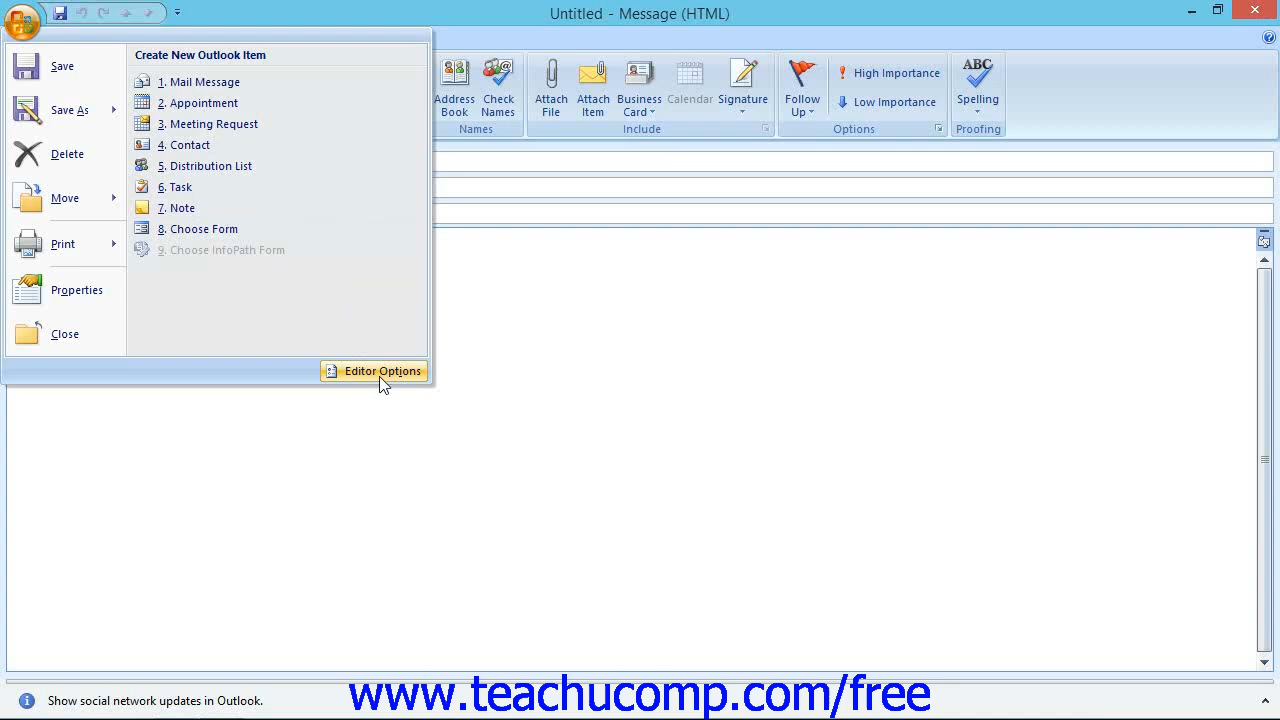 Untitled - Message (HTML)
Create New Outlook Item
Save
1. Mail Message
Save As
2. Appointment
3. Meeting Request
Delete
4. Contact
5. Distribution List
Move
6. Task
7. Note
Print
8. Choose Form
9. Choose InfoPath Form
Properties
Close
Editor Options
Address Book
Check Names
Names
Attach File
Attach Item
Business Card
Calendar
Signature
Include
Follow Up
High Importance
Low Importance
Options
ABC
Spelling
Proofing
Show social network updates in Outlook.
www.teachucomp.com/free